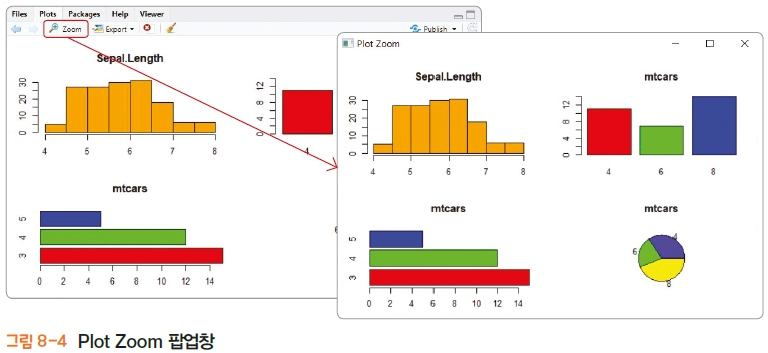 Files Plots Packages Help Viewer
Zoom Export Publish
Sepal.Length
0 10 20 30
4 5 6 7 8
0 4 8 12
4
mtcars
3 4 5
0 2 4 6 8 10 12 14
6
Plot Zoom
Sepal.Length
0 10 20 30
4 5 6 7 8
mtcars
0 4 8 12
4 6 8
mtcars
3 4 5
0 2 4 6 8 10 12 14
mtcars
4
6
8
그림 8-4 Plot Zoom 팝업창